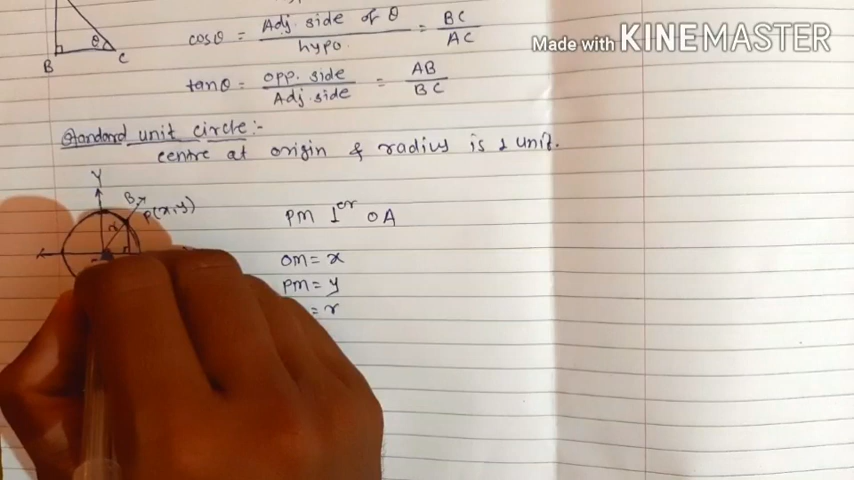 cosθ = Adj. side of θ / hypo. = BC / AC
Made with KINEMASTER
B θ C
tanθ = opp. side / Adj. side = AB / BC
Standard unit circle :-
centre at origin & radius is 1 unit.
Y
B
P(x,y)
PM ⊥er OA
r
OM = x
PM = y
= r